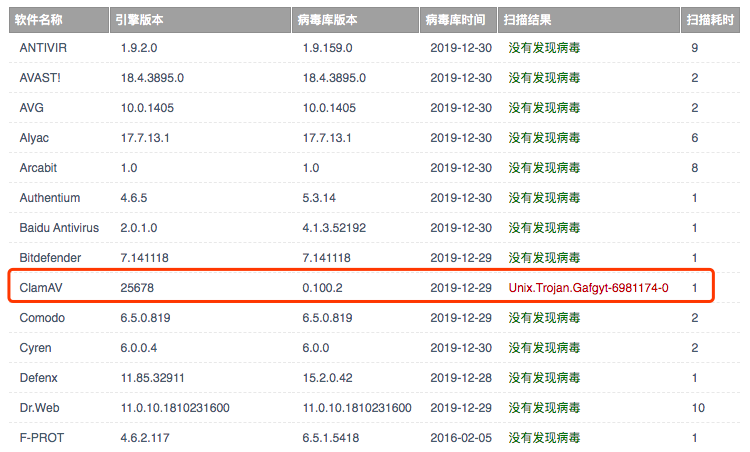 软件名称 引擎版本 病毒库版本 病毒库时间 扫描结果 扫描耗时
ANTIVIR 1.9.2.0 1.9.159.0 2019-12-30 没有发现病毒 9
AVAST! 18.4.3895.0 18.4.3895.0 2019-12-30 没有发现病毒 2
AVG 10.0.1405 10.0.1405 2019-12-30 没有发现病毒 2
Alyac 17.7.13.1 17.7.13.1 2019-12-30 没有发现病毒 6
Arcabit 1.0 1.0 2019-12-30 没有发现病毒 8
Authentium 4.6.5 5.3.14 2019-12-30 没有发现病毒 1
Baidu Antivirus 2.0.1.0 4.1.3.52192 2019-12-30 没有发现病毒 1
Bitdefender 7.141118 7.141118 2019-12-29 没有发现病毒 1
ClamAV 25678 0.100.2 2019-12-29 Unix.Trojan.Gafgyt-6981174-0 1
Comodo 6.5.0.819 6.5.0.819 2019-12-29 没有发现病毒 2
Cyren 6.0.0.4 6.0.0 2019-12-30 没有发现病毒 2
Defenx 11.85.32911 15.2.0.42 2019-12-28 没有发现病毒 1
Dr.Web 11.0.10.1810231600 11.0.10.1810231600 2019-12-29 没有发现病毒 10
F-PROT 4.6.2.117 6.5.1.5418 2016-02-05 没有发现病毒 1